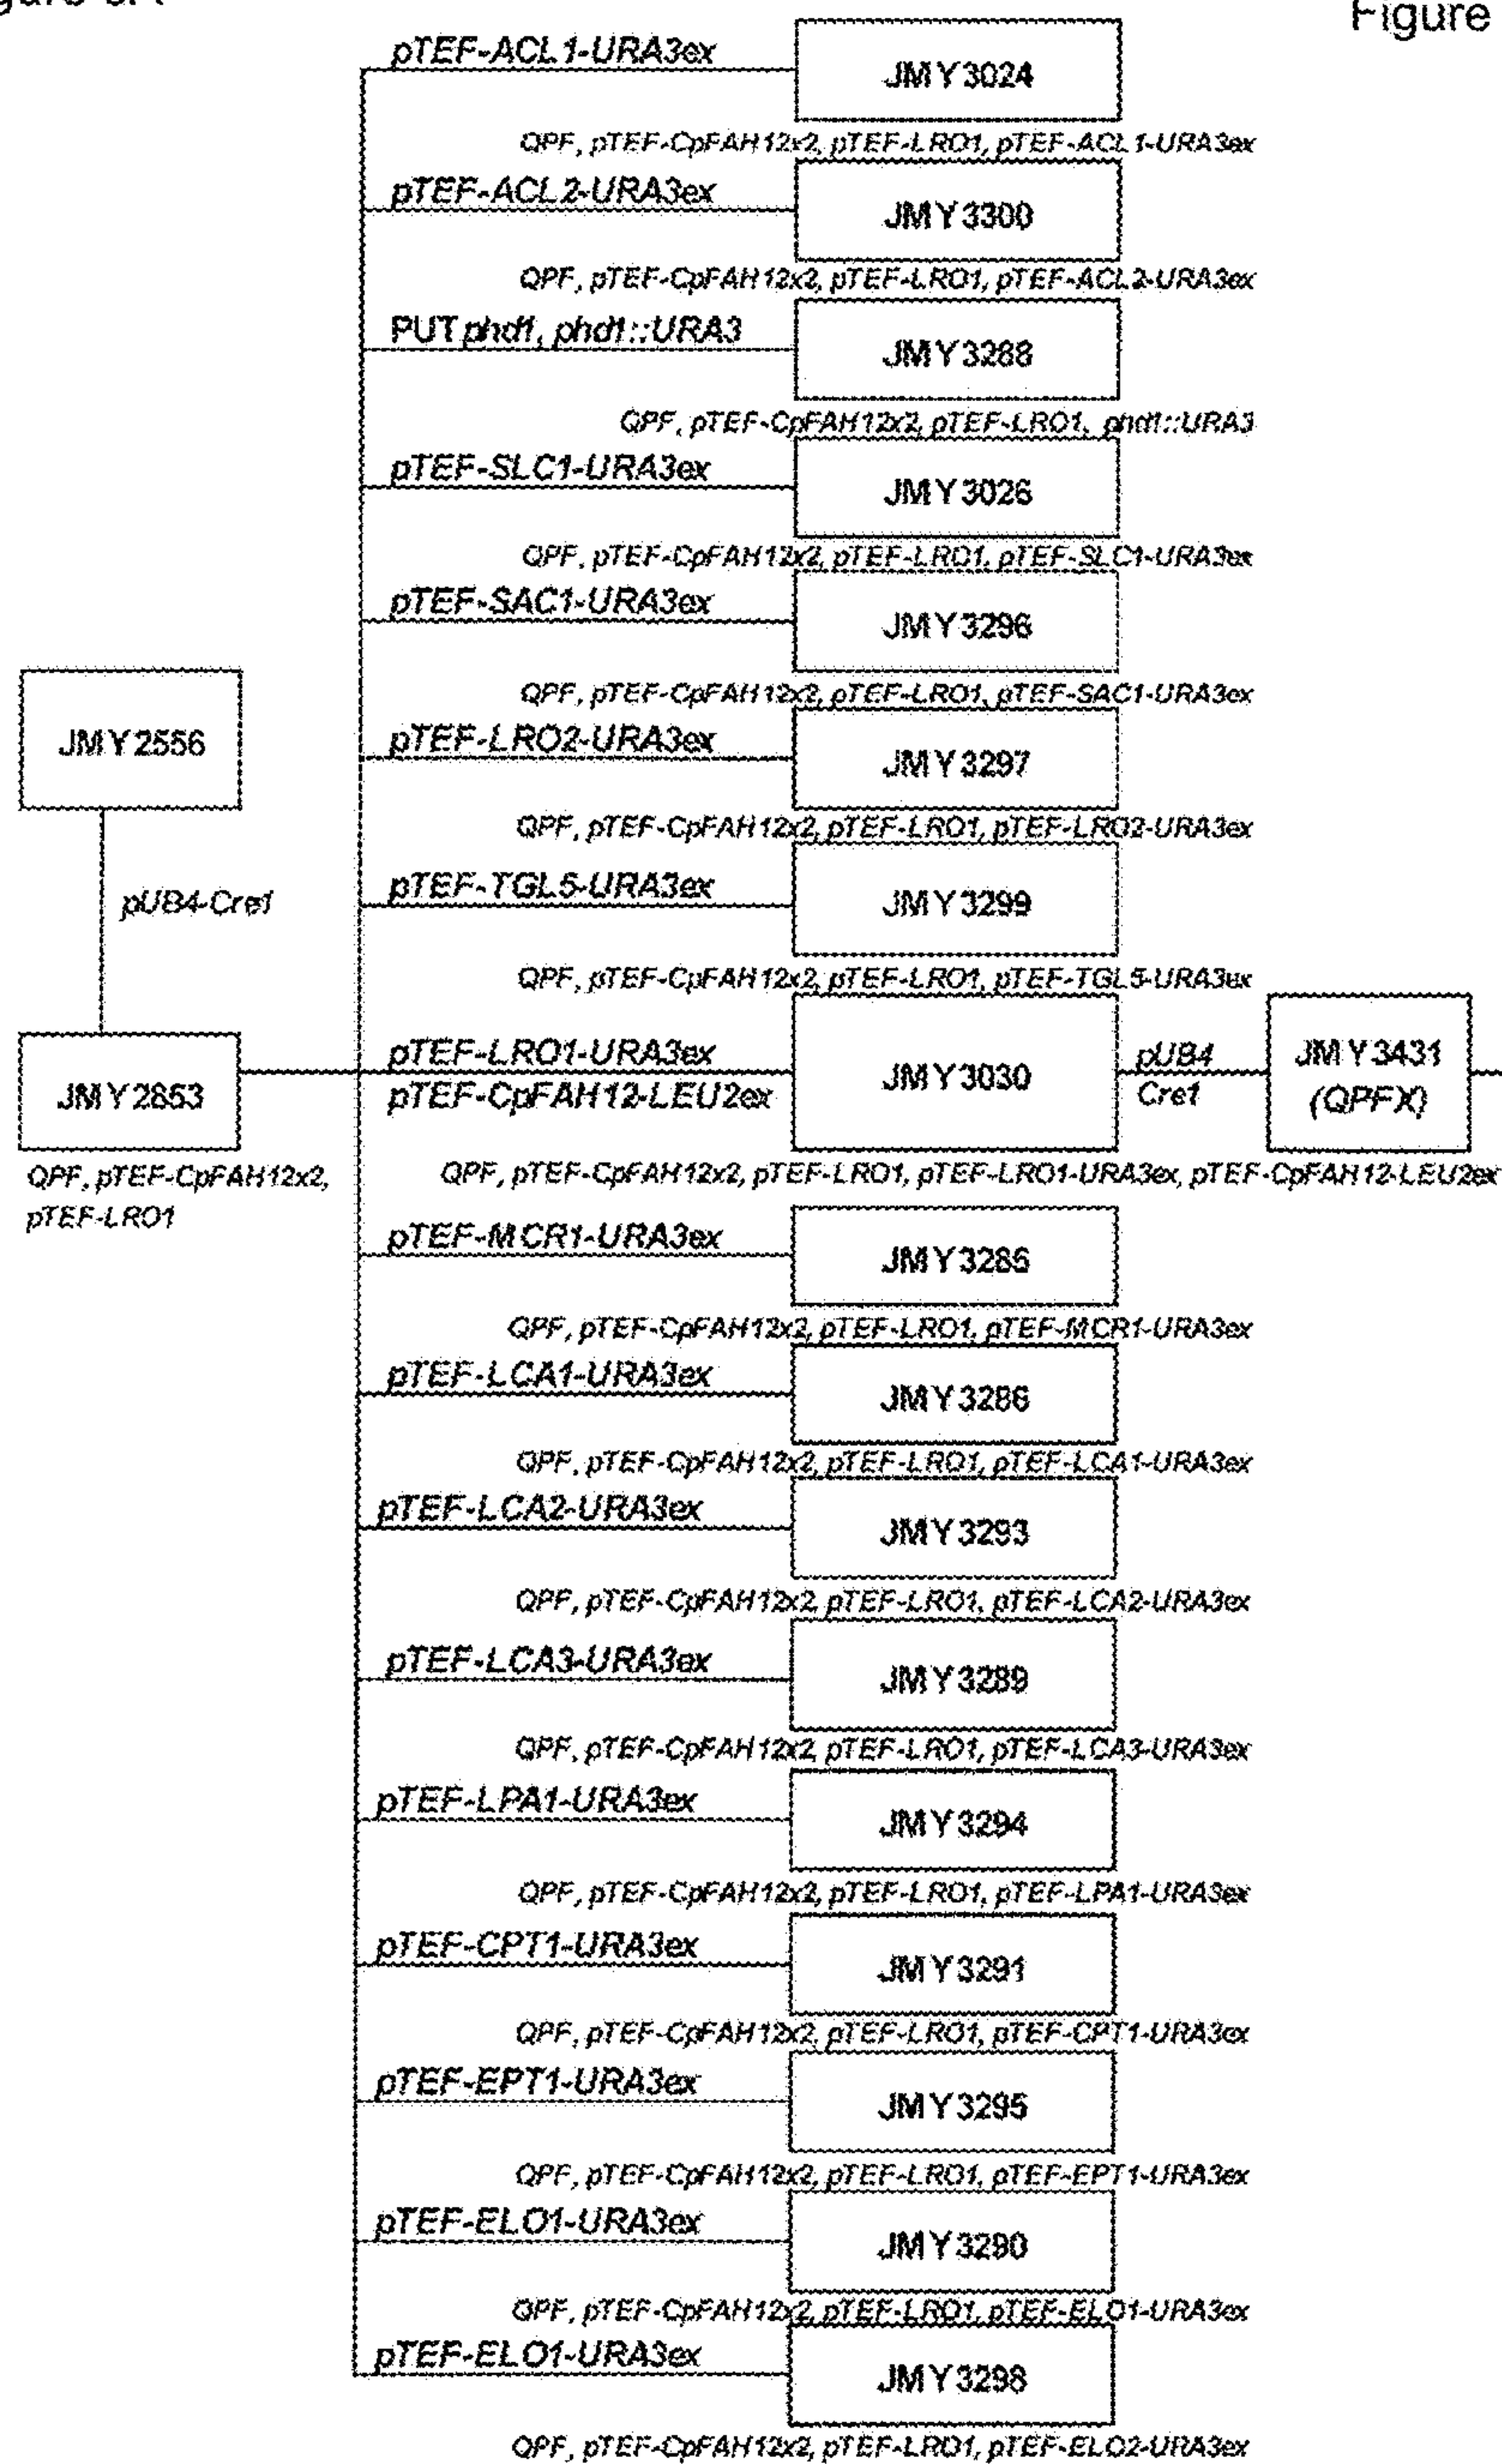 Figure
pTEF-ACL1-URA3ex
JMY3024
QPF, pTEF-CpFAH12x2, pTEF-LRO1, pTEF-ACL1-URA3ex
pTEF-ACL2-URA3ex
JMY3300
QPF, pTEF-CpFAH12x2, pTEF-LRO1, pTEF-ACL2-URA3ex
PUT phd1, phd1::URA3
JMY3288
QPF, pTEF-CpFAH12x2, pTEF-LRO1, phd1::URA3
pTEF-SLC1-URA3ex
JMY3026
QPF, pTEF-CpFAH12x2, pTEF-LRO1, pTEF-SLC1-URA3ex
pTEF-SAC1-URA3ex
JMY3296
QPF, pTEF-CpFAH12x2, pTEF-LRO1, pTEF-SAC1-URA3ex
JMY2556
pTEF-LRO2-URA3ex
JMY3297
QPF, pTEF-CpFAH12x2, pTEF-LRO1, pTEF-LRO2-URA3ex
pUB4-Cre1
pTEF-TGL5-URA3ex
JMY3299
QPF, pTEF-CpFAH12x2, pTEF-LRO1, pTEF-TGL5-URA3ex
JMY2853
QPF, pTEF-CpFAH12x2,
pTEF-LRO1
pTEF-LRO1-URA3ex
pTEF-CpFAH12-LEU2ex
JMY3030
pUB4
Cre1
JMY3431
(QPFX)
QPF, pTEF-CpFAH12x2, pTEF-LRO1, pTEF-LRO1-URA3ex, pTEF-CpFAH12-LEU2ex
pTEF-MCR1-URA3ex
JMY3285
QPF, pTEF-CpFAH12x2, pTEF-LRO1, pTEF-MCR1-URA3ex
pTEF-LCA1-URA3ex
JMY3286
QPF, pTEF-CpFAH12x2, pTEF-LRO1, pTEF-LCA1-URA3ex
pTEF-LCA2-URA3ex
JMY3293
QPF, pTEF-CpFAH12x2, pTEF-LRO1, pTEF-LCA2-URA3ex
pTEF-LCA3-URA3ex
JMY3289
QPF, pTEF-CpFAH12x2, pTEF-LRO1, pTEF-LCA3-URA3ex
pTEF-LPA1-URA3ex
JMY3294
QPF, pTEF-CpFAH12x2, pTEF-LRO1, pTEF-LPA1-URA3ex
pTEF-CPT1-URA3ex
JMY3291
QPF, pTEF-CpFAH12x2, pTEF-LRO1, pTEF-CPT1-URA3ex
pTEF-EPT1-URA3ex
JMY3295
QPF, pTEF-CpFAH12x2, pTEF-LRO1, pTEF-EPT1-URA3ex
pTEF-ELO1-URA3ex
JMY3290
QPF, pTEF-CpFAH12x2, pTEF-LRO1, pTEF-ELO1-URA3ex
pTEF-ELO1-URA3ex
JMY3298
QPF, pTEF-CpFAH12x2, pTEF-LRO1, pTEF-ELO2-URA3ex